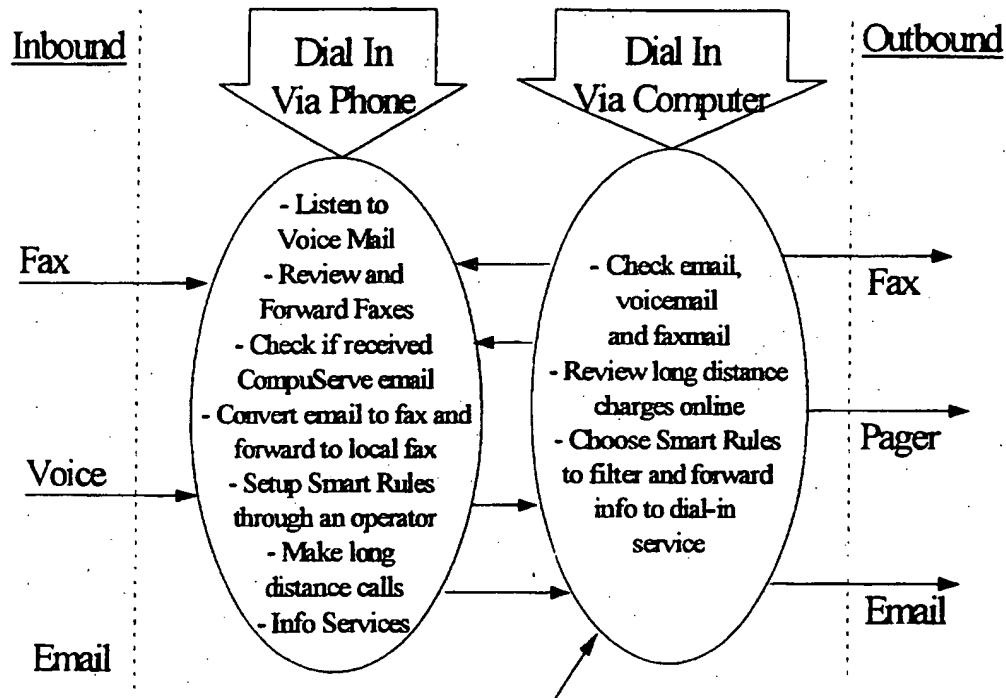 Inbound
Dial In
Via Phone
Dial In
Via Computer
Outbound
Fax
Voice
Email
- Listen to
Voice Mail
- Review and
Forward Faxes
- Check if received
CompuServe email
- Convert email to fax and
forward to local fax
- Setup Smart Rules
through an operator
- Make long
distance calls
- Info Services
- Check email,
voicemail
and faxmail
- Review long distance
charges online
- Choose Smart Rules
to filter and forward
info to dial-in
service
Fax
Pager
Email